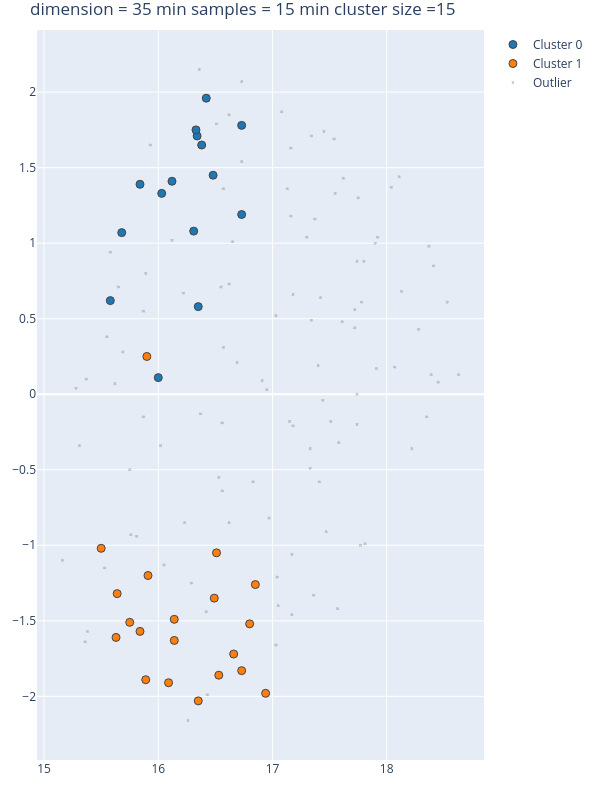 dimension = 35 min samples = 15 min cluster size =15
Cluster 0
Cluster 1
Outlier
2
1.5
1
0.5
0
−0.5
−1
−1.5
−2
15 16 17 18